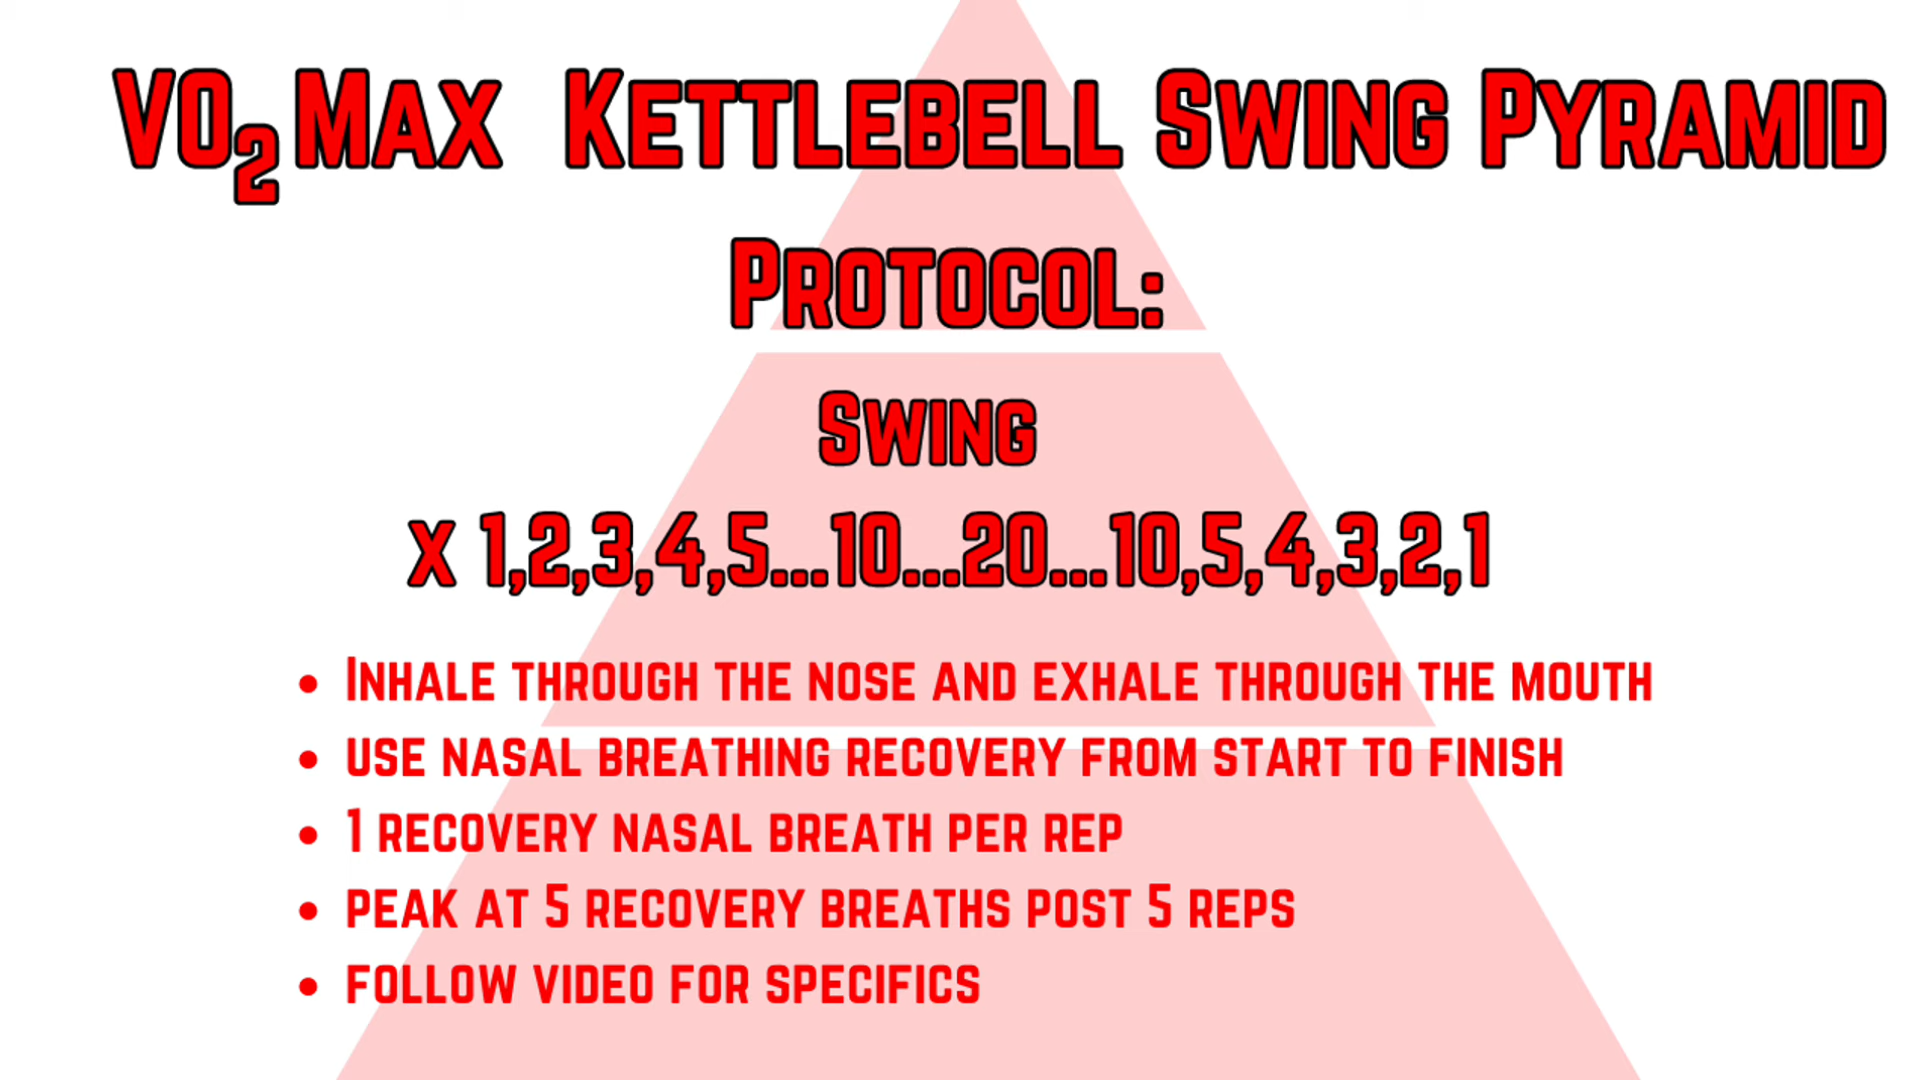 VO2 Max Kettlebell Swing Pyramid
Protocol:
Swing
x 1,2,3,4,5...10...20...10,5,4,3,2,1
• Inhale through the nose and exhale through the mouth
• use nasal breathing recovery from start to finish
• 1 recovery nasal breath per rep
• peak at 5 recovery breaths post 5 reps
• follow video for specifics